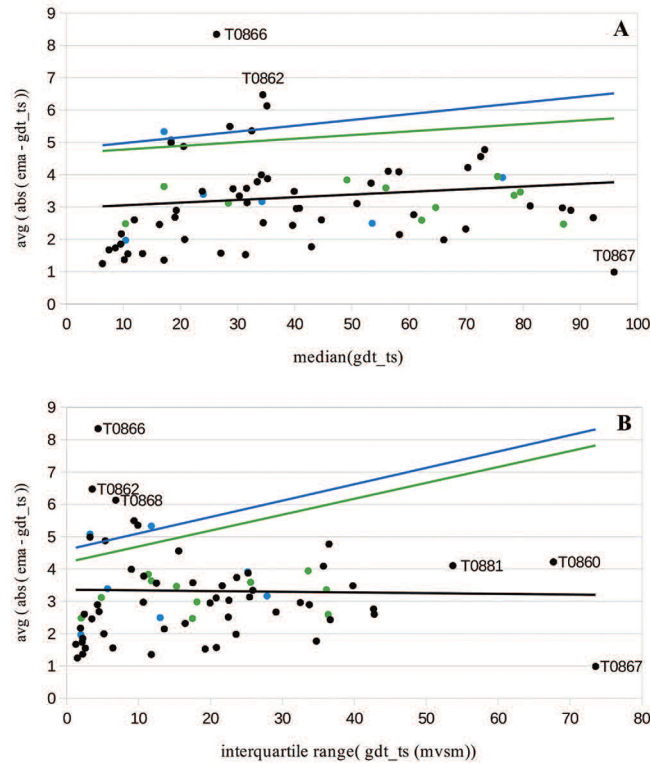 A
9
T0866
8
7
T0862
6
5
4
3
2
1
T0867
0
0 10 20 30 40 50 60 70 80 90 100
avg ( abs ( ema - gdt_ts ))
median(gdt_ts)
B
9
T0866
8
7
T0862
T0868
6
5
T0881 T0860
4
3
2
1
T0867
0
0 10 20 30 40 50 60 70 80
avg ( abs ( ema - gdt_ts ))
interquartile range( gdt_ts (mvsm))